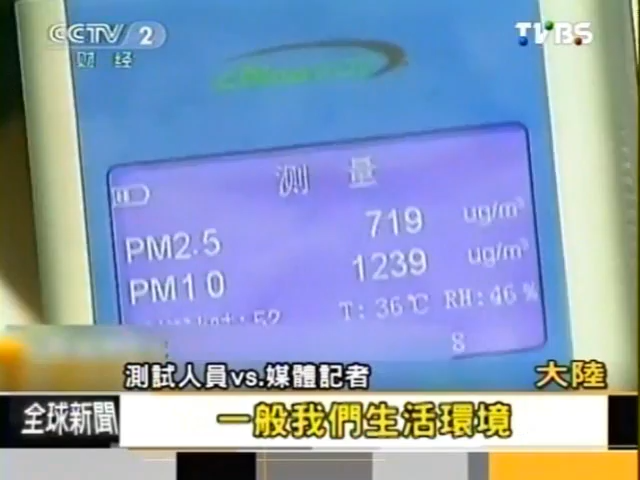 CCTV 2
财经
TVBS
测量
PM2.5 719 ug/m³
PM10 1239 ug/m³
T: 36℃ RH:46%
8
測試人員vs.媒體記者
大陸
全球新聞
一般我們生活環境